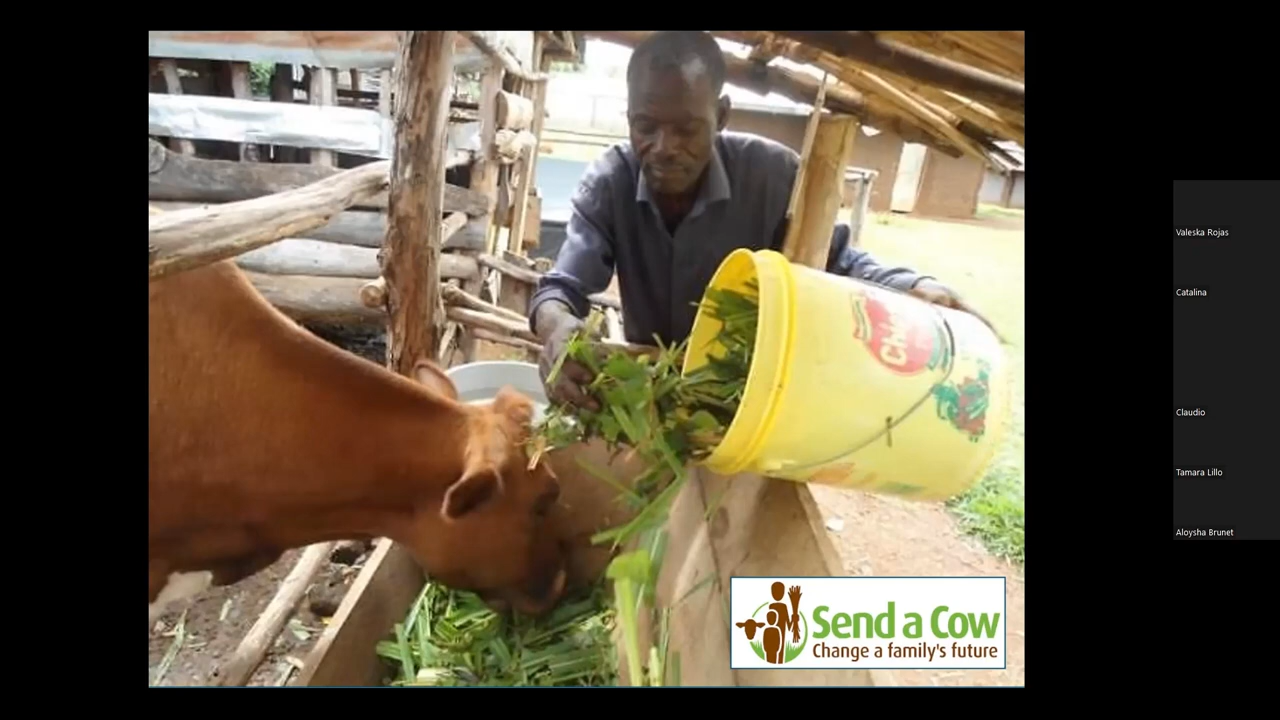 Valeska Rojas
Catalina
Claudio
Tamara Lillo
Aloysha Brunet
Send a Cow
Change a family's future